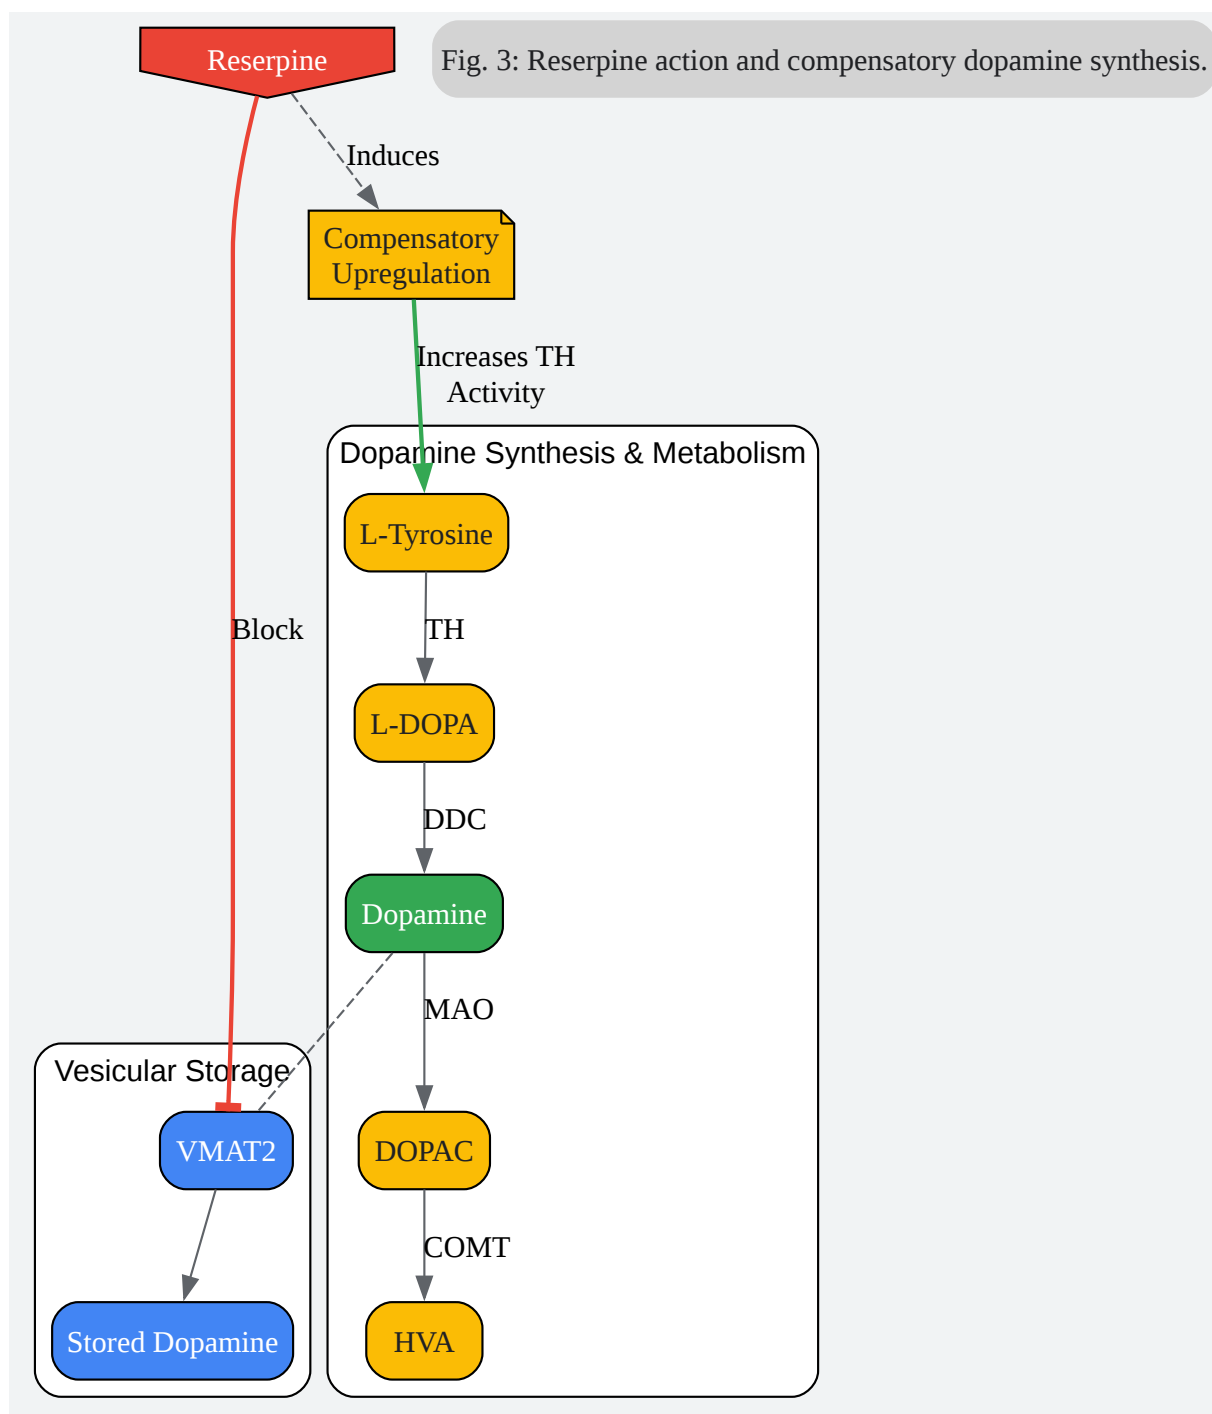 Reserpine
Fig. 3: Reserpine action and compensatory dopamine synthesis.
Induces
Compensatory
Upregulation
Increases TH
Activity
Dopamine Synthesis & Metabolism
L-Tyrosine
Block
TH
L-DOPA
DDC
Dopamine
MAO
Vesicular Storage
VMAT2
DOPAC
COMT
Stored Dopamine
HVA